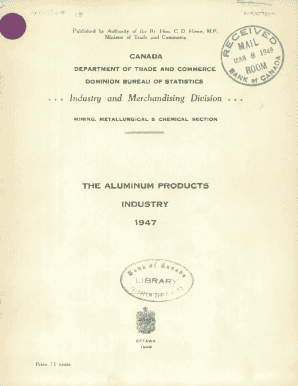 Published by Authority of the Rt. Hon. C. D. Howe, M.P.
Minister of Trade and Commerce
RECEIVED
MAIL
MAR 8 1949
ROOM
BANK of CANADA
CANADA
DEPARTMENT OF TRADE AND COMMERCE
DOMINION BUREAU OF STATISTICS
... Industry and Merchandising Division ...
MINING, METALLURGICAL & CHEMICAL SECTION
THE ALUMINUM PRODUCTS
INDUSTRY
1947
Bank of Canada
LIBRARY
OTTAWA
1949
Price 15 cents